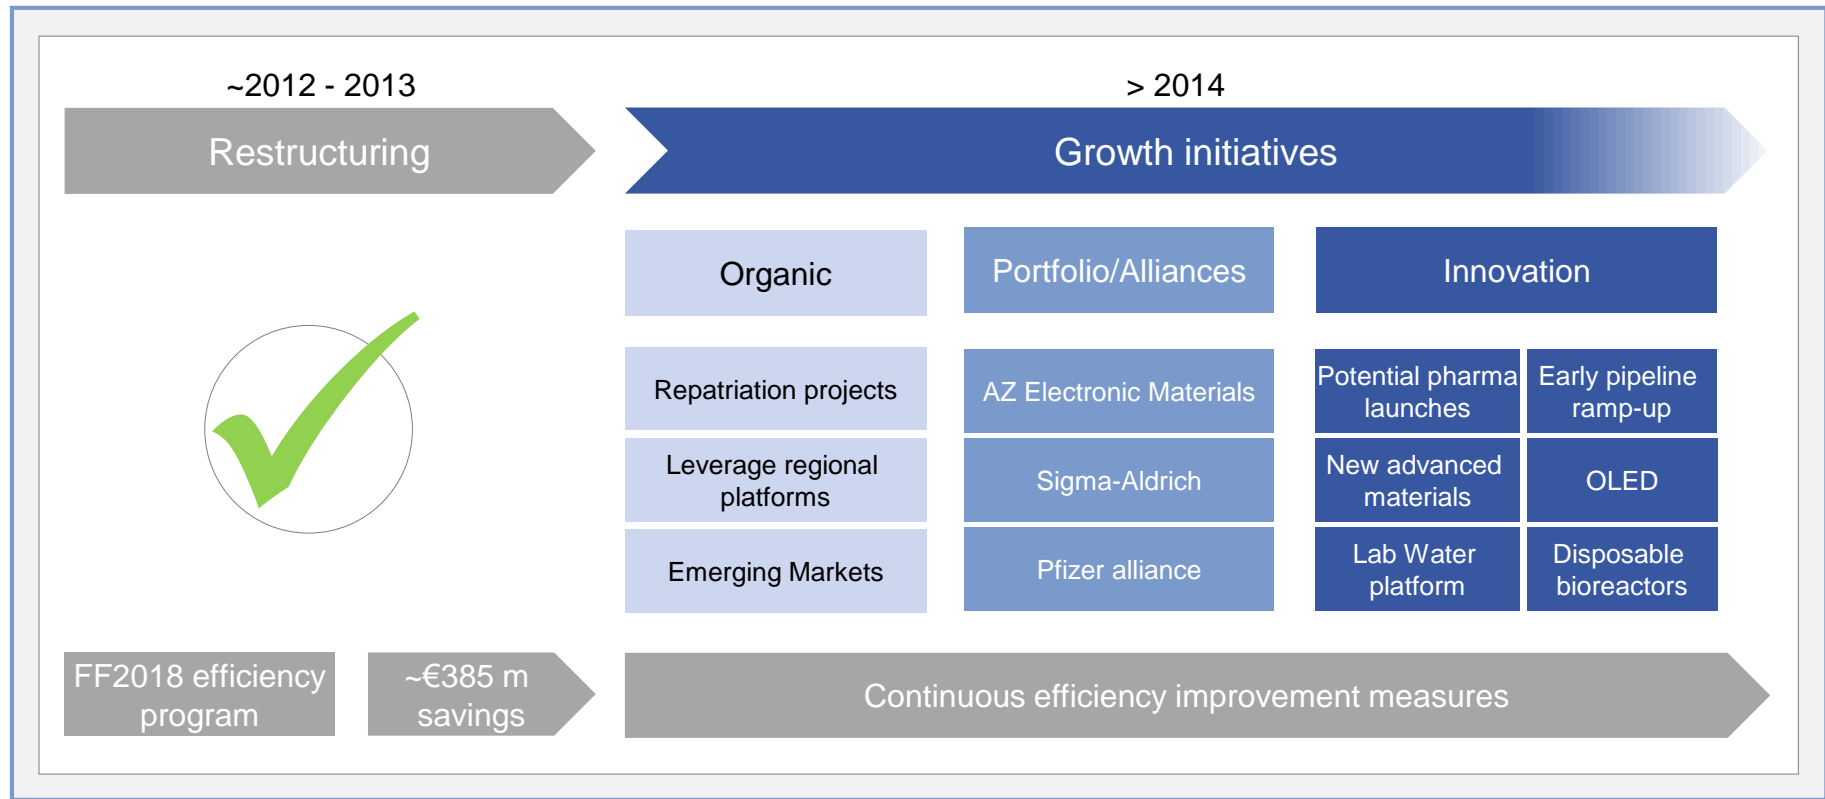 ~2012 - 2013
> 2014
Restructuring
Growth initiatives
Organic
Portfolio/Alliances
Innovation
Repatriation projects
AZ Electronic Materials
Potential pharma
launches
Early pipeline
ramp-up
Leverage regional
platforms
Sigma-Aldrich
New advanced
materials
OLED
Emerging Markets
Pfizer alliance
Lab Water
platform
Disposable
bioreactors
FF2018 efficiency
program
~€385 m
savings
Continuous efficiency improvement measures